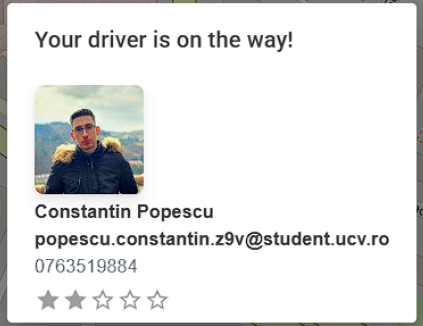 Your driver is on the way!
Constantin Popescu
popescu.constantin.z9v@student.ucv.ro
0763519884